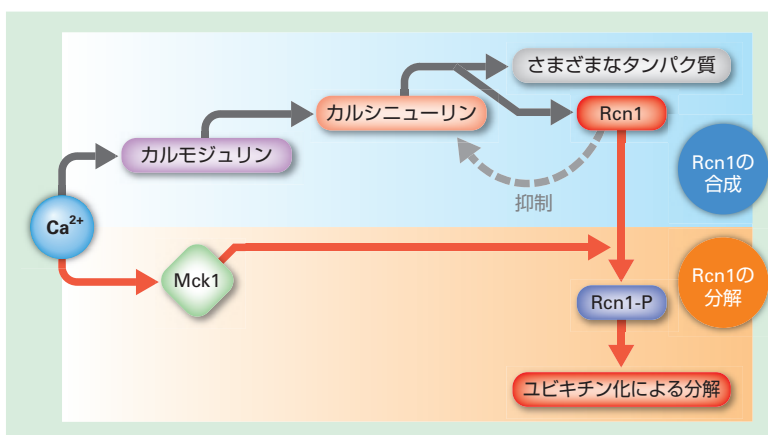 さまざまなタンパク質
カルシニューリン
Rcn1
カルモジュリン
Rcn1の
合成
抑制
Ca2+
Mck1
Rcn1の
分解
Rcn1-P
ユビキチン化による分解